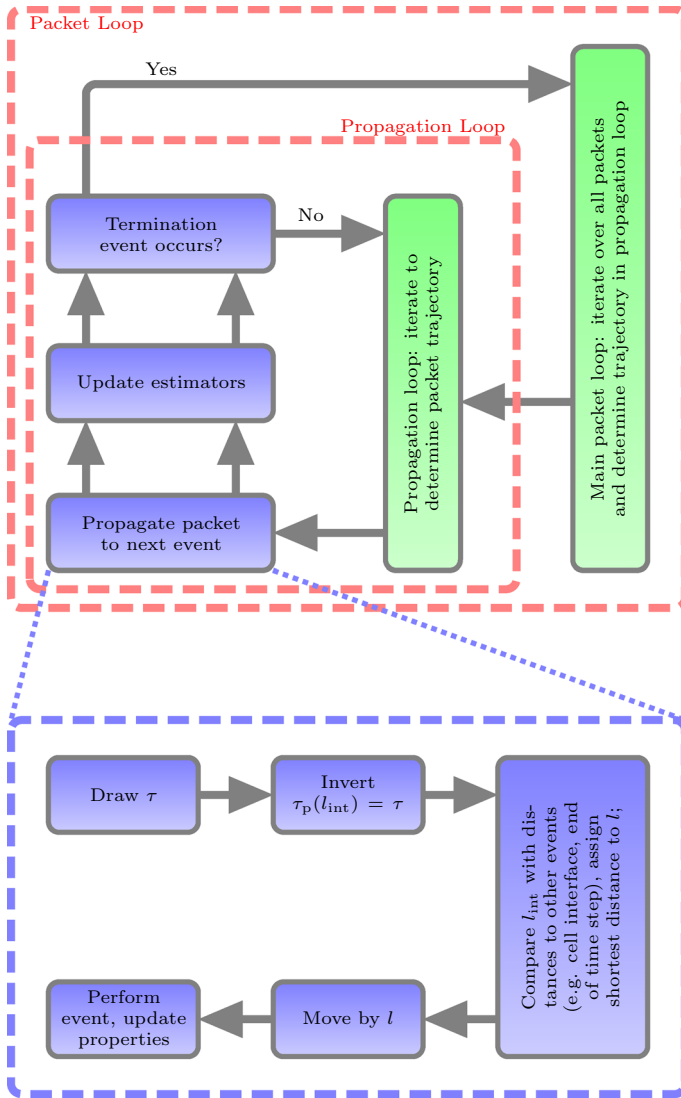 Packet Loop
Yes
Propagation Loop
Termination
event occurs?
No
Update estimators
Propagate packet
to next event
Propagation loop: iterate to
determine packet trajectory
Main packet loop: iterate over all packets
and determine trajectory in propagation loop
Draw τ
Invert
τp(lint) = τ
Compare lint with dis-
tances to other events
(e.g. cell interface, end
of time step), assign
shortest distance to l;
Move by l
Perform
event, update
properties